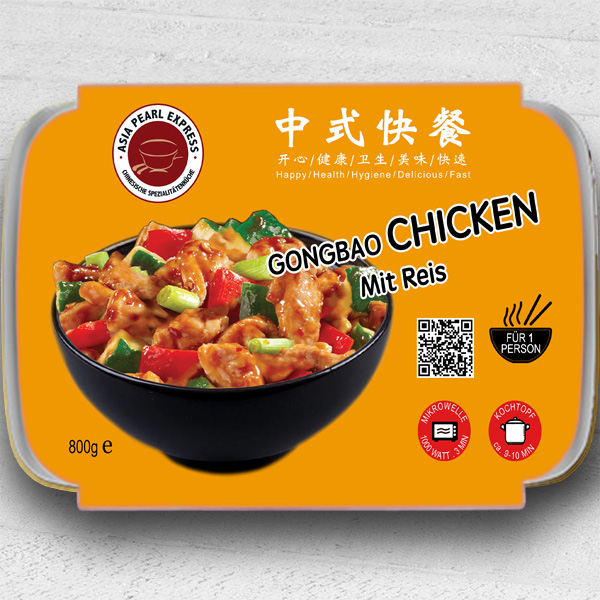 ASIA PEARL EXPRESS
CHINESISCHE SPEZIALITÄTENKÜCHE
中式快餐
开心/健康/卫生/美味/快速
Happy/Health/Hygiene/Delicious/Fast
GONGBAO CHICKEN
Mit Reis
FÜR 1
PERSON
MIKROWELLE
1000 WATT . 3 MIN
KOCHTOPF
ca. 9-10 MIN
800g e